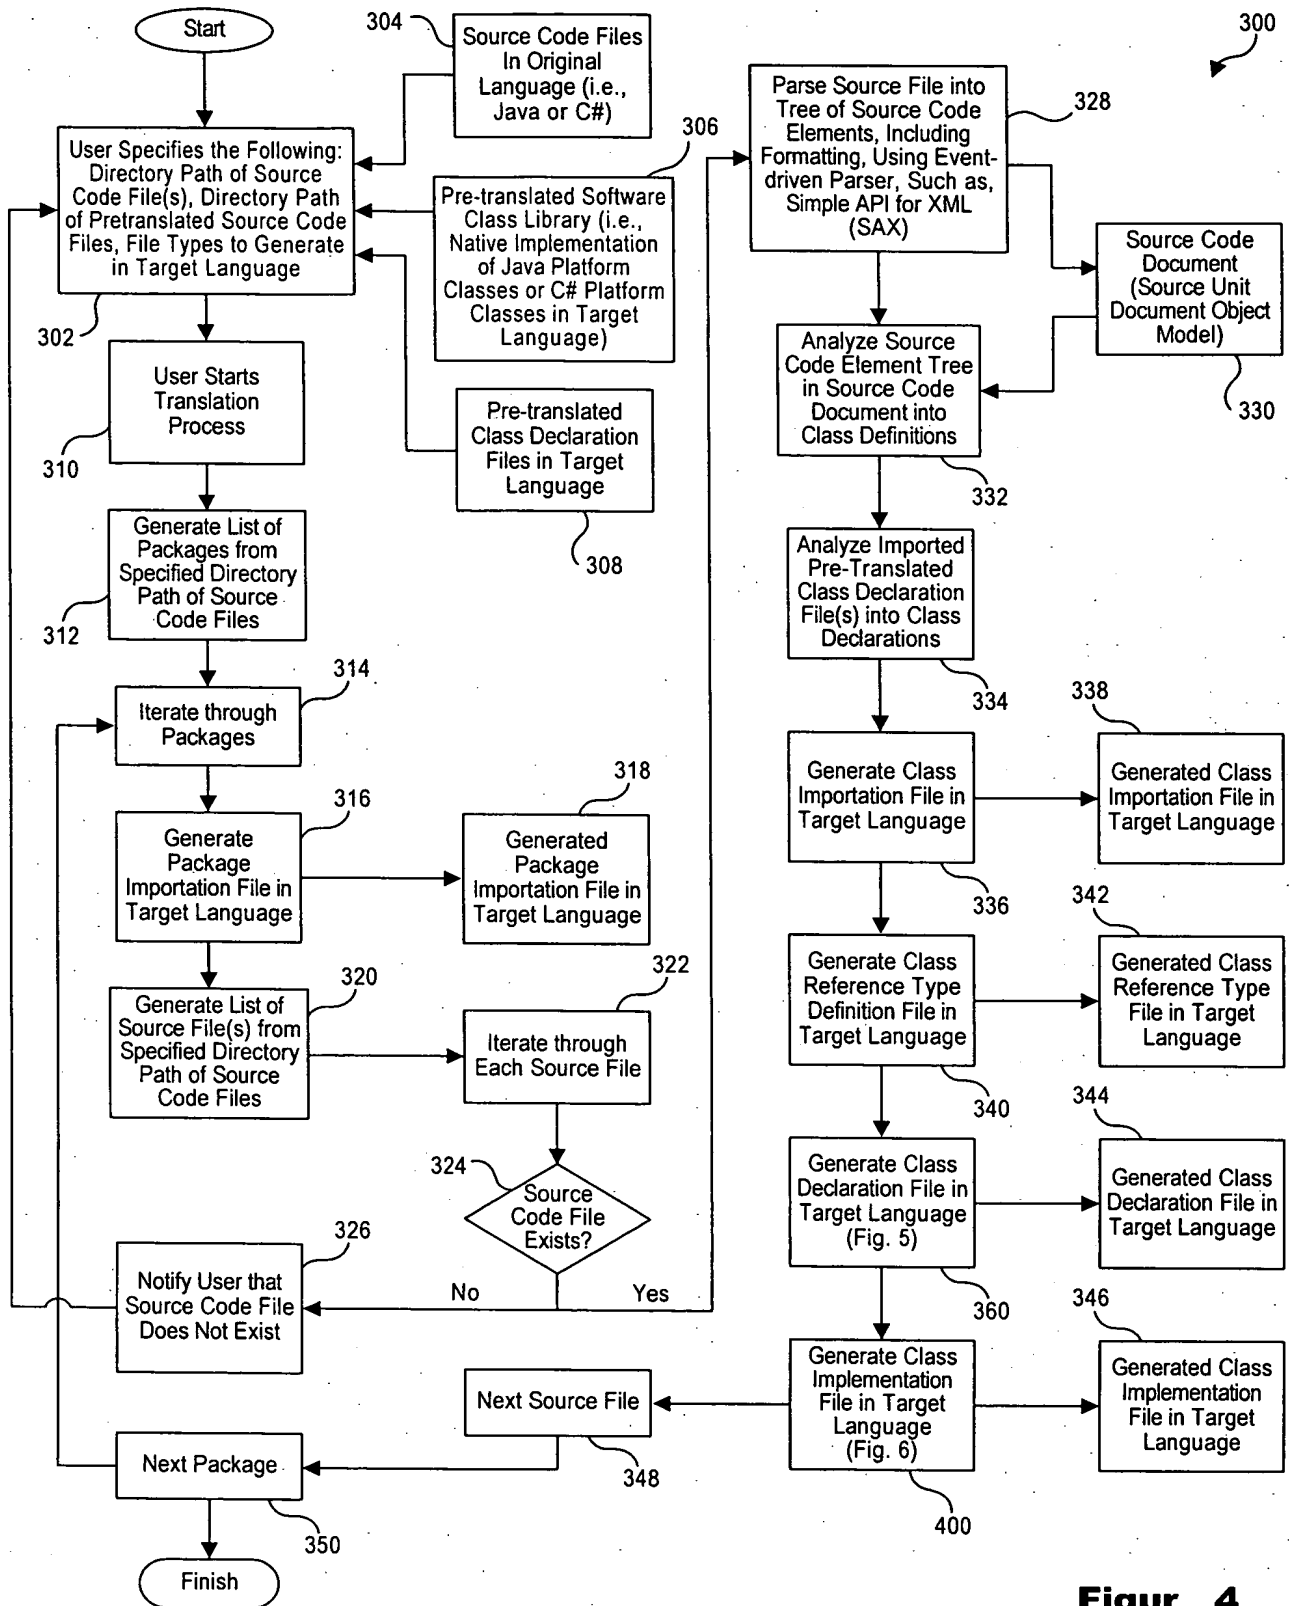 Start
304
Source Code Files
In Original
Language (i.e.,
Java or C#)
300
User Specifies the Following:
Directory Path of Source
Code File(s), Directory Path
of Pretranslated Source Code
Files, File Types to Generate
in Target Language
302
306
Pre-translated Software
Class Library (i.e.,
Native Implementation
of Java Platform
Classes or C# Platform
Classes in Target
Language)
User Starts
Translation
Process
310
Pre-translated
Class Declaration
Files in Target
Language
308
Generate List of
Packages from
Specified Directory
Path of Source
Code Files
312
314
Iterate through
Packages
316
Generate
Package
Importation File in
Target Language
318
Generated
Package
Importation File in
Target Language
320
Generate List of
Source File(s) from
Specified Directory
Path of Source
Code Files
322
Iterate through
Each Source File
324
Source
Code File
Exists?
No
Yes
326
Notify User that
Source Code File
Does Not Exist
Parse Source File into
Tree of Source Code
Elements, Including
Formatting, Using Event-
driven Parser, Such as,
Simple API for XML
(SAX)
328
Source Code
Document
(Source Unit
Document Object
Model)
330
Analyze Source
Code Element Tree
in Source Code
Document into
Class Definitions
332
Analyze Imported
Pre-Translated
Class Declaration
File(s) into Class
Declarations
334
Generate Class
Importation File in
Target Language
336
338
Generated Class
Importation File in
Target Language
Generate Class
Reference Type
Definition File in
Target Language
340
342
Generated Class
Reference Type
File in Target
Language
Generate Class
Declaration File in
Target Language
(Fig. 5)
360
344
Generated Class
Declaration File in
Target Language
Generate Class
Implementation
File in Target
Language
(Fig. 6)
400
346
Generated Class
Implementation
File in Target
Language
Next Source File
348
Next Package
350
Finish
Figur 4